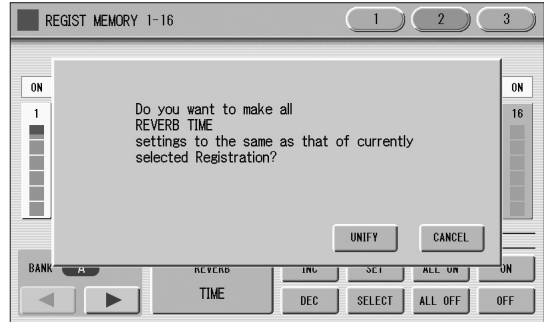 REGIST MEMORY 1-16
1
2
3
ON
ON
1
16
Do you want to make all
REVERB TIME
settings to the same as that of currently
selected Registration?
UNIFY
CANCEL
BANK A
REVERB
TIME
INC
SET
ALL ON
ON
DEC
SELECT
ALL OFF
OFF